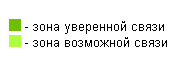 - зона уверенной связи
- зона возможной связи